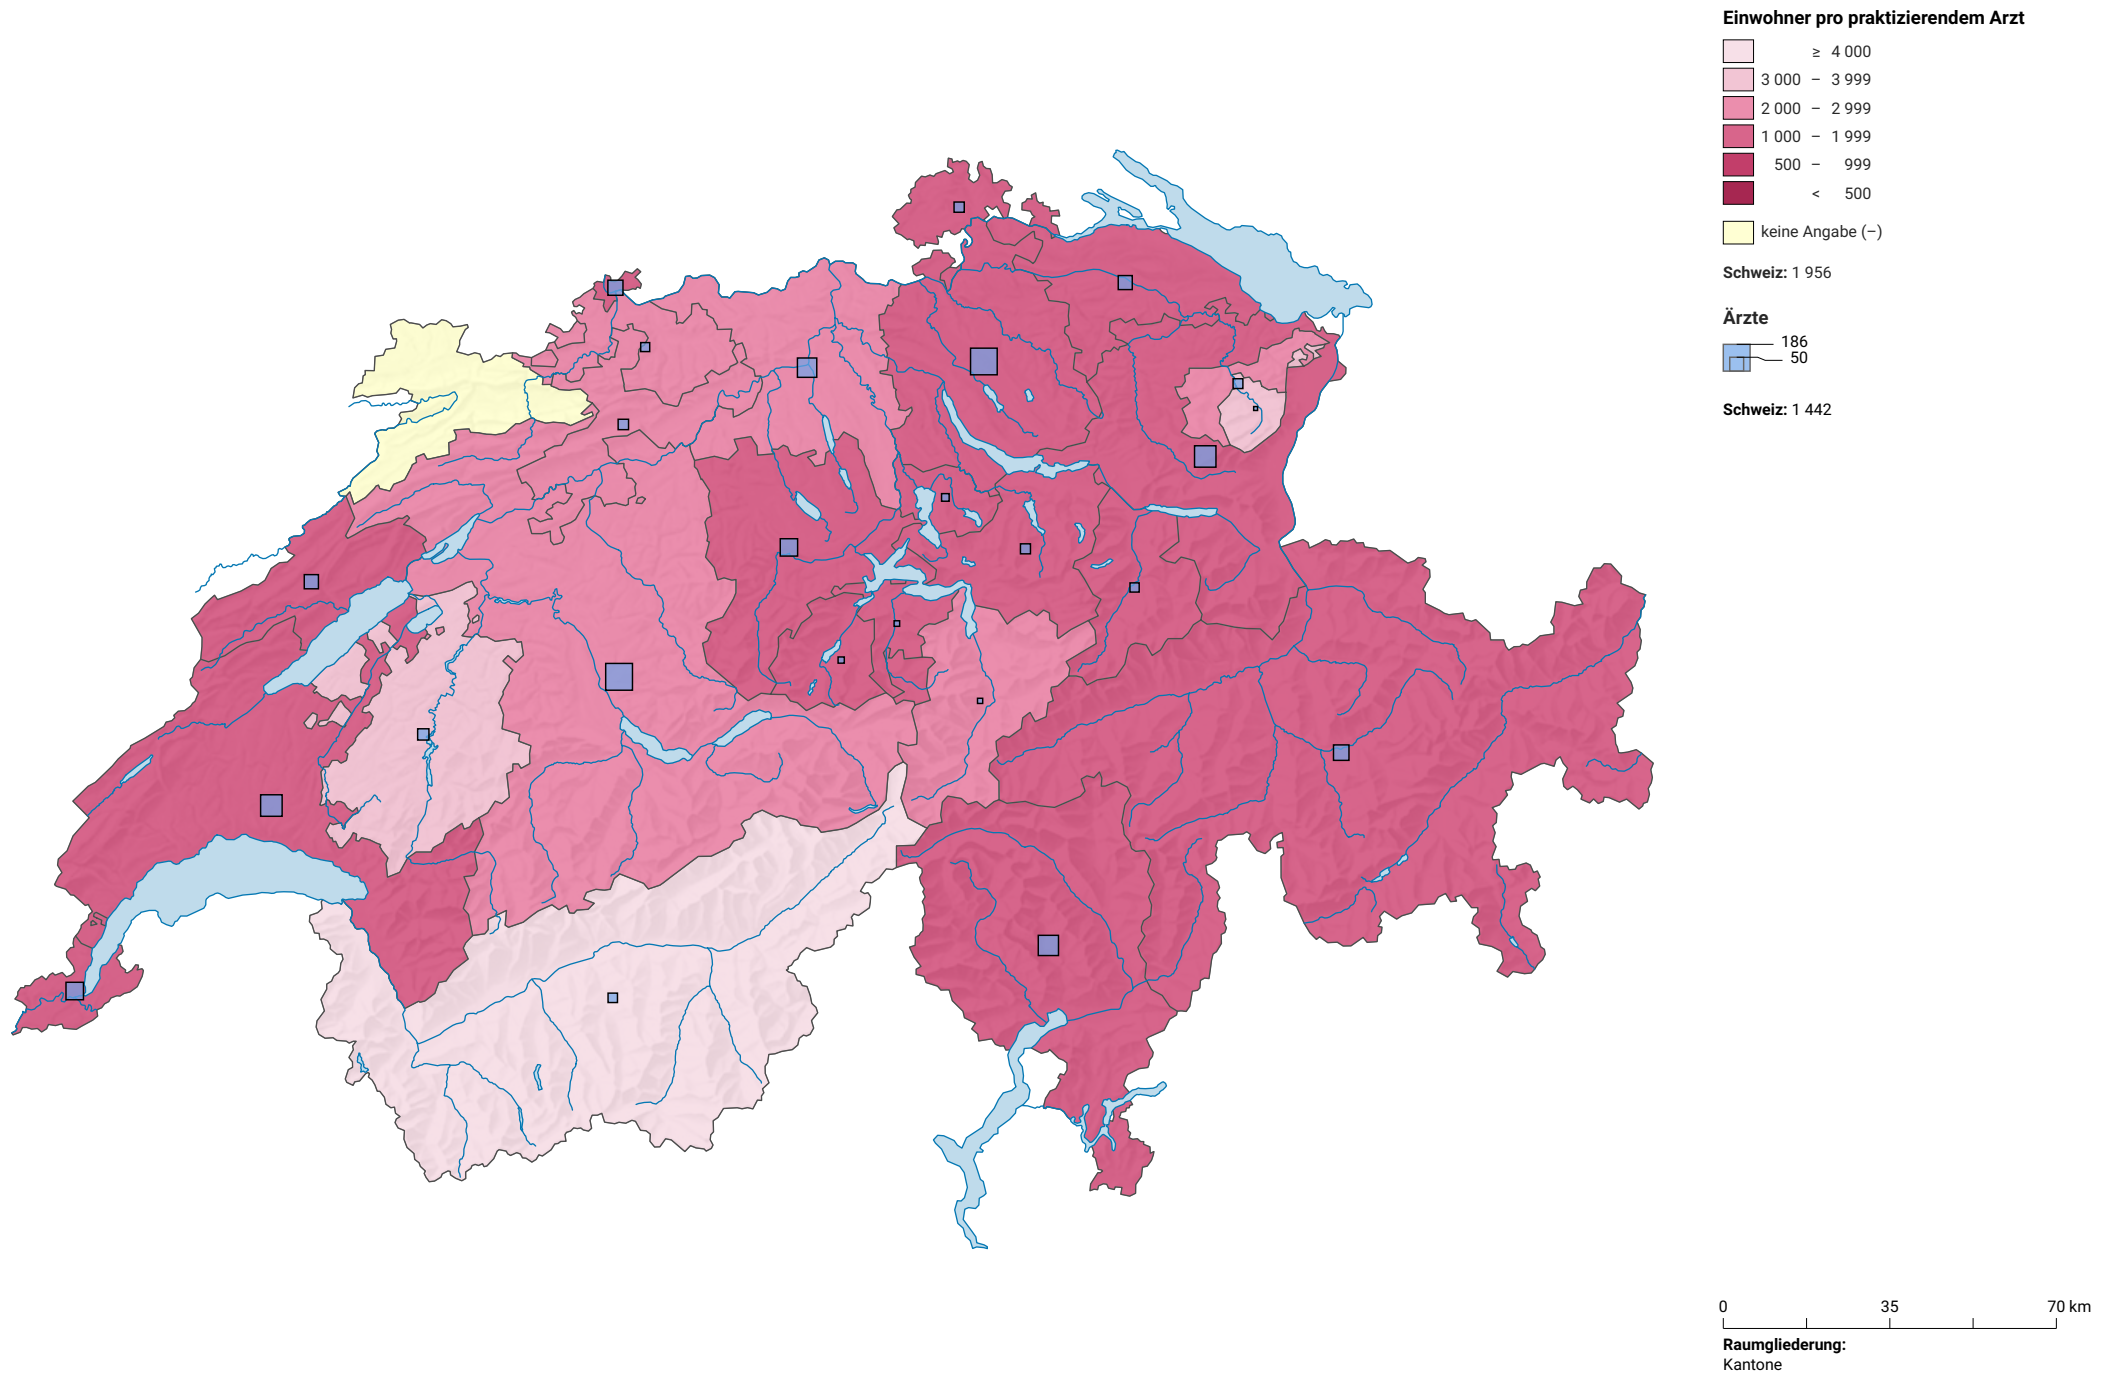 Einwohner pro praktizierendem Arzt
≥ 4 000
3 000 – 3 999
2 000 – 2 999
1 000 – 1 999
500 – 999
< 500
keine Angabe (–)
Schweiz: 1 956
Ärzte
186
50
Schweiz: 1 442
0 35 70 km
Raumgliederung:
Kantone